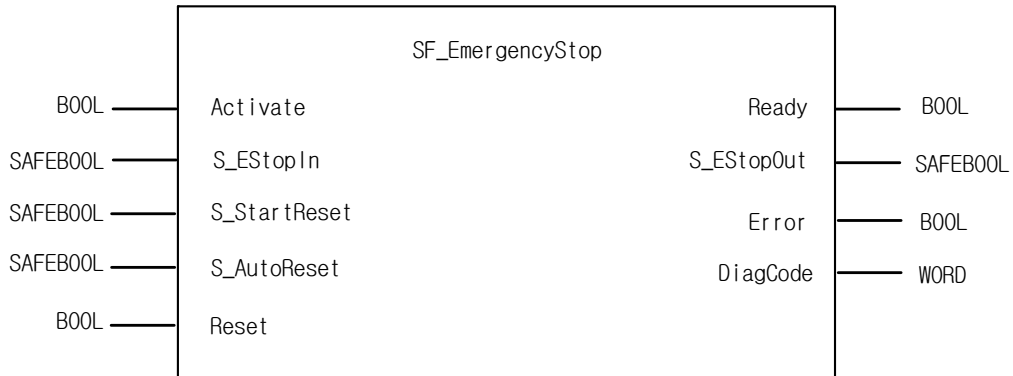 SF_EmergencyStop
BOOL Activate Ready BOOL
SAFEBOOL S_EStopIn S_EStopOut SAFEBOOL
SAFEBOOL S_StartReset Error BOOL
SAFEBOOL S_AutoReset DiagCode WORD
BOOL Reset